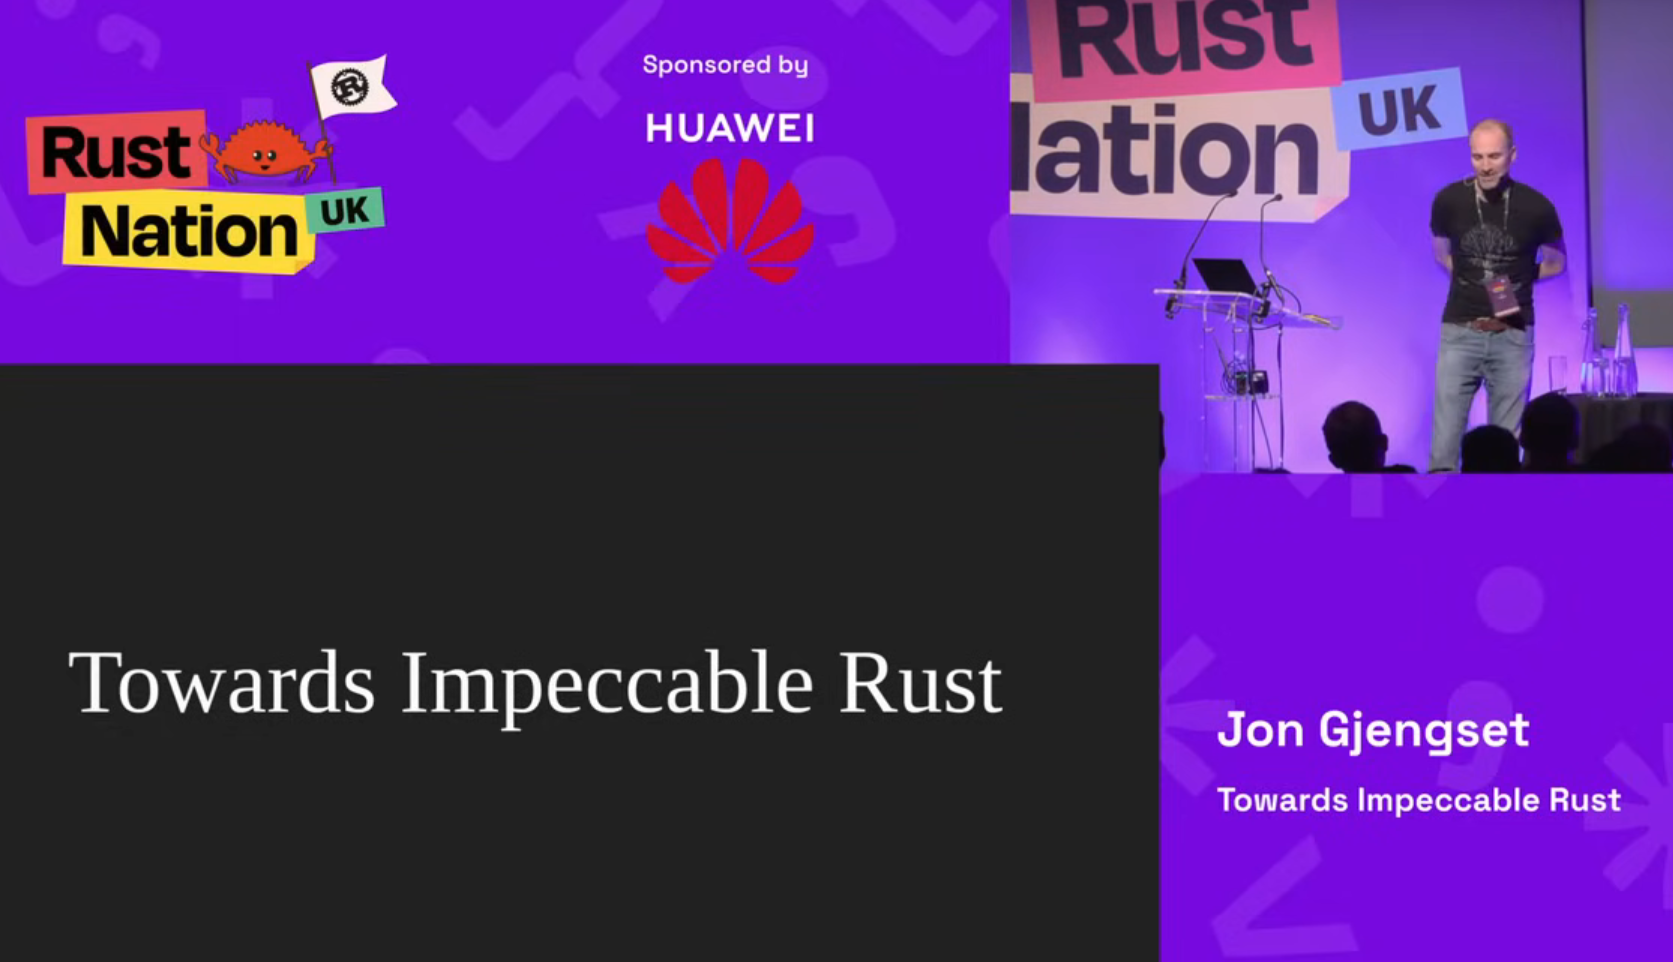 Rust
Nation
UK
R
Sponsored by
HUAWEI
Rust
lation
UK
Towards Impeccable Rust
Jon Gjengset
Towards Impeccable Rust